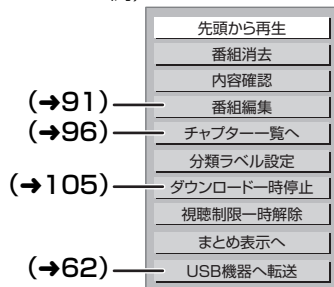 先頭から再生
番組消去
内容確認
(➔91) 番組編集
(➔96) チャプター一覧へ
分類ラベル設定
(➔105) ダウンロード一時停止
視聴制限一時解除
まとめ表示へ
(➔62) USB機器へ転送